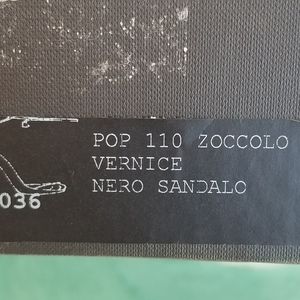 POP 110 ZOCCOLO
VERNICE
NERO SANDALO
036